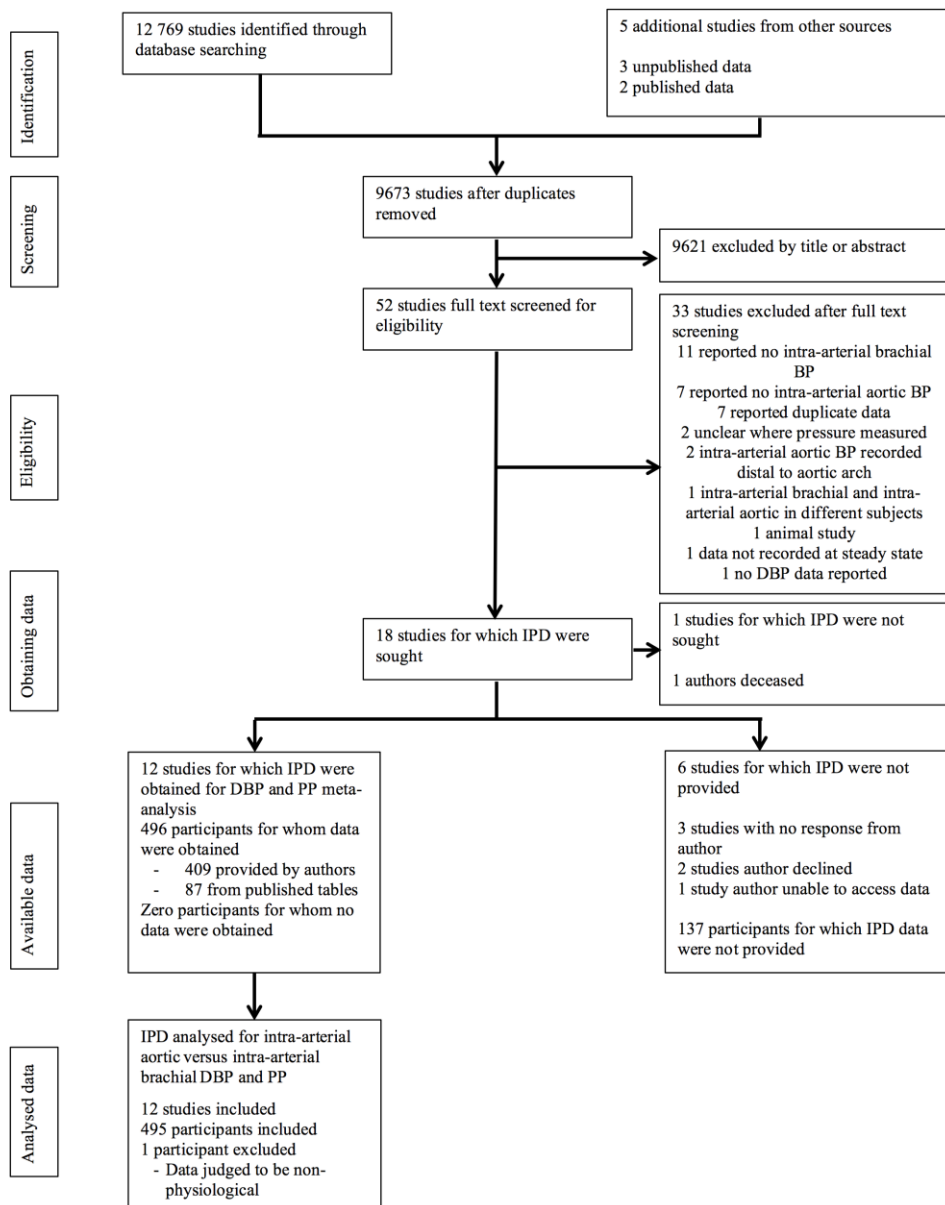 Identification
12 769 studies identified through
database searching
5 additional studies from other sources
3 unpublished data
2 published data
Screening
9673 studies after duplicates
removed
9621 excluded by title or abstract
52 studies full text screened for
eligibility
Eligibility
33 studies excluded after full text
screening
11 reported no intra-arterial brachial
BP
7 reported no intra-arterial aortic BP
7 reported duplicate data
2 unclear where pressure measured
2 intra-arterial aortic BP recorded
distal to aortic arch
1 intra-arterial brachial and intra-
arterial aortic in different subjects
1 animal study
1 data not recorded at steady state
1 no DBP data reported
Obtaining data
18 studies for which IPD were
sought
1 studies for which IPD were not
sought
1 authors deceased
Available data
12 studies for which IPD were
obtained for DBP and PP meta-
analysis
496 participants for whom data
were obtained
- 409 provided by authors
- 87 from published tables
Zero participants for whom no
data were obtained
6 studies for which IPD were not
provided
3 studies with no response from
author
2 studies author declined
1 study author unable to access data
137 participants for which IPD data
were not provided
Analysed data
IPD analysed for intra-arterial
aortic versus intra-arterial
brachial DBP and PP
12 studies included
495 participants included
1 participant excluded
- Data judged to be non-
physiological